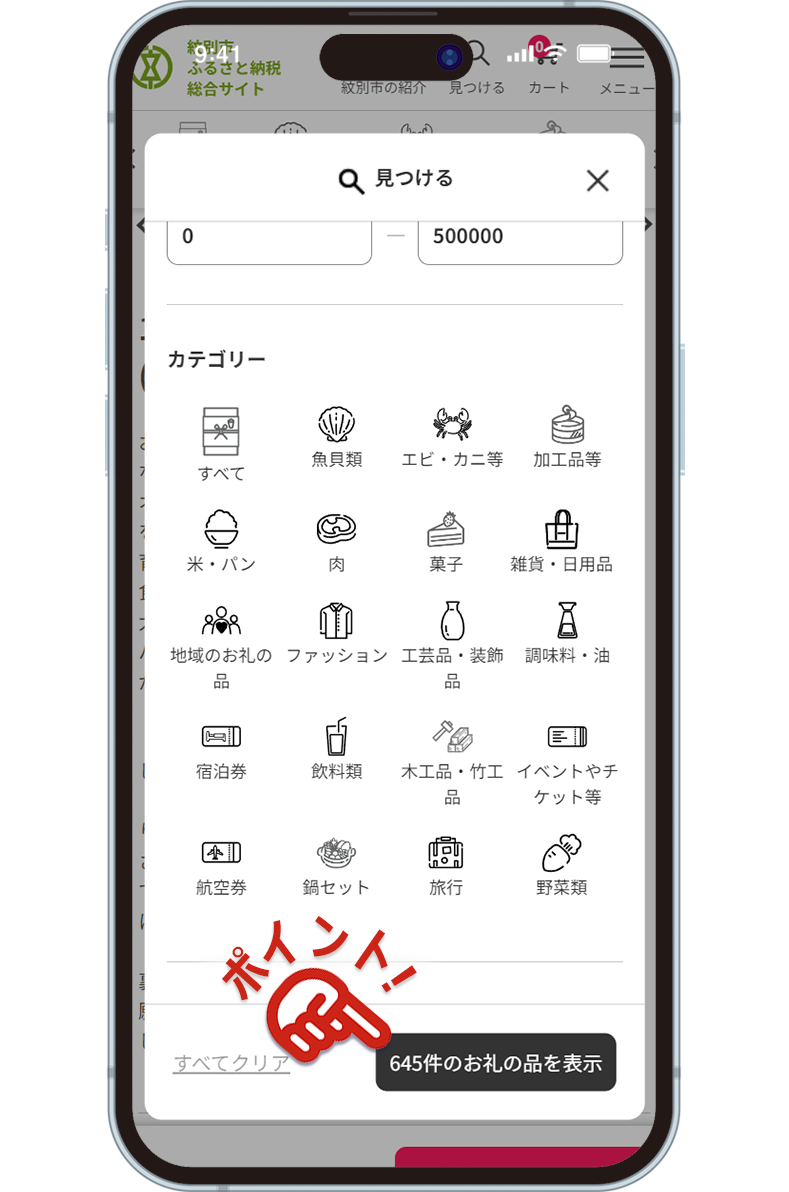 9:41
紋別市
ふるさと納税
総合サイト
紋別市の紹介
見つける
0
カート
メニュー
見つける
0
500000
カテゴリー
すべて
魚貝類
エビ・カニ等
加工品等
米・パン
肉
菓子
雑貨・日用品
地域のお礼の
品
ファッション
工芸品・装飾
品
調味料・油
宿泊券
飲料類
木工品・竹工
品
イベントやチ
ケット等
航空券
鍋セット
旅行
野菜類
ポイント!
すべてクリア
645件のお礼の品を表示